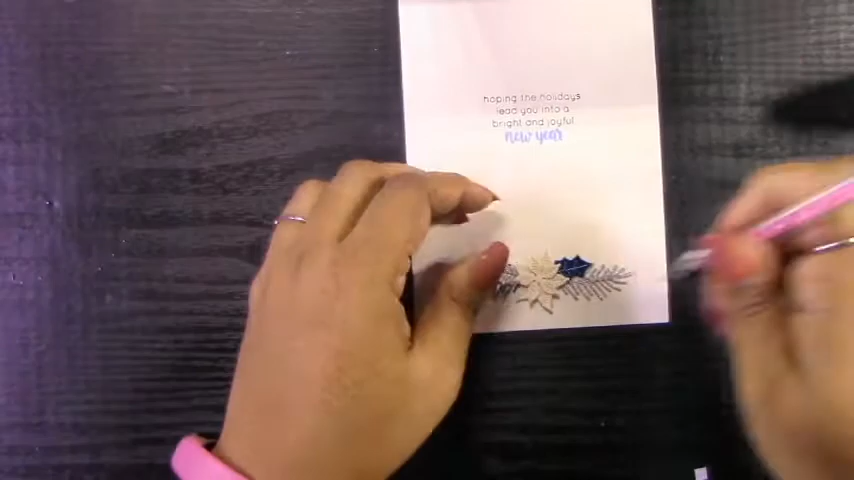 hoping the holidays
lead you into a
bright and joyful
new year